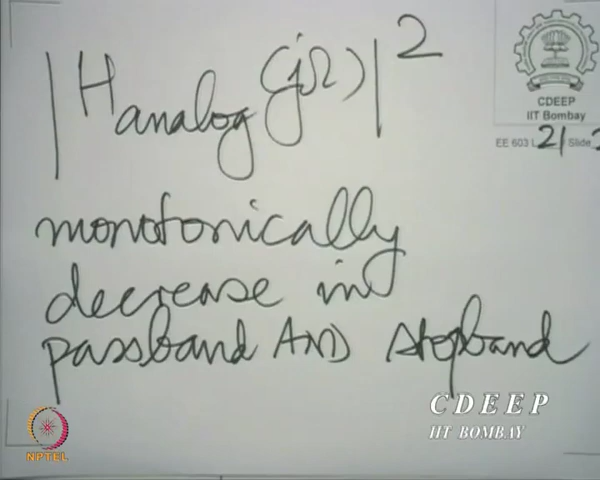 |H analog (jΩ)|²
CDEEP
IIT Bombay
EE 603 L 21 / Slide
monotonically
decrease in
passband AND stopband
CDEEP
IIT BOMBAY
NPTEL